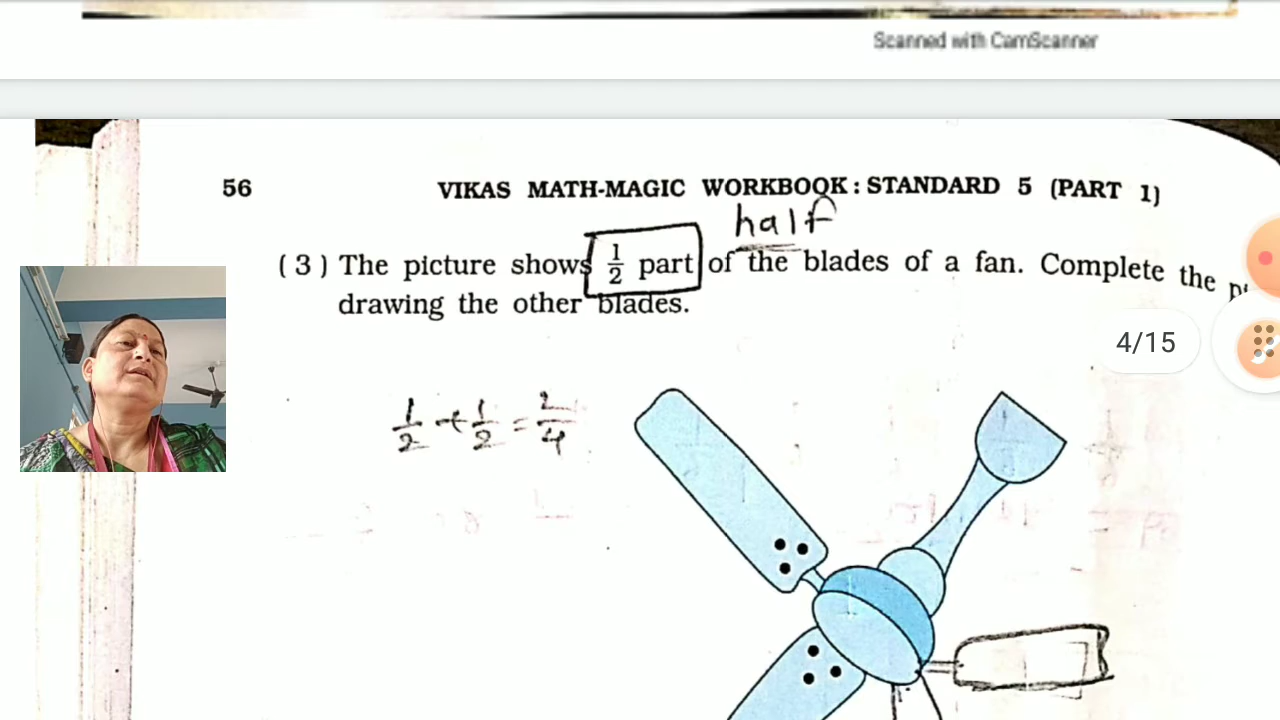 Scanned with CamScanner
56 VIKAS MATH-MAGIC WORKBOOK : STANDARD 5 (PART 1)
half
(3) The picture shows 1/2 part of the blades of a fan. Complete the
drawing the other blades.
4/15
1/2 + 1/2 = 2/4